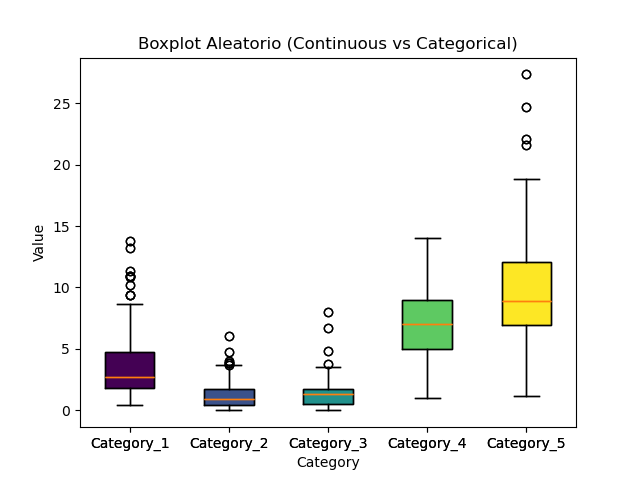 Boxplot Aleatorio (Continuous vs Categorical)
25
20
15
10
5
0
Value
Category_1 Category_2 Category_3 Category_4 Category_5
Category